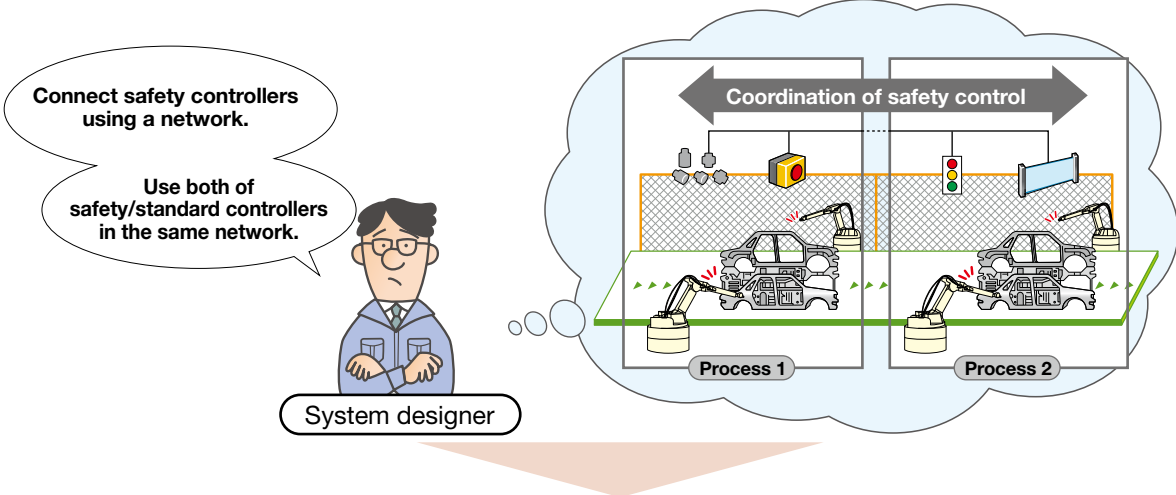 Connect safety controllers
using a network.
Use both of
safety/standard controllers
in the same network.
System designer
Coordination of safety control
Process 1
Process 2